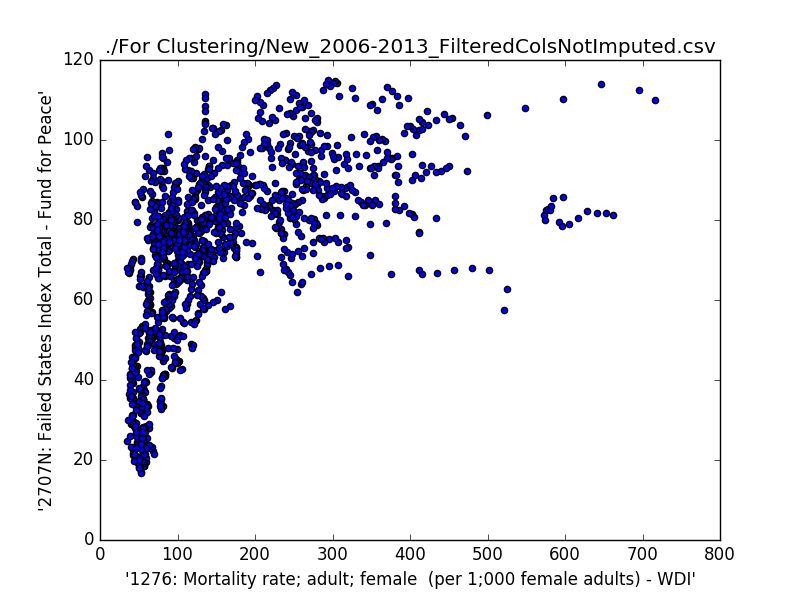 ./For Clustering/New_2006-2013_FilteredColsNotImputed.csv
120
100
80
60
40
20
0
'2707N: Failed States Index Total - Fund for Peace'
0 100 200 300 400 500 600 700 800
'1276: Mortality rate; adult; female  (per 1;000 female adults) - WDI'